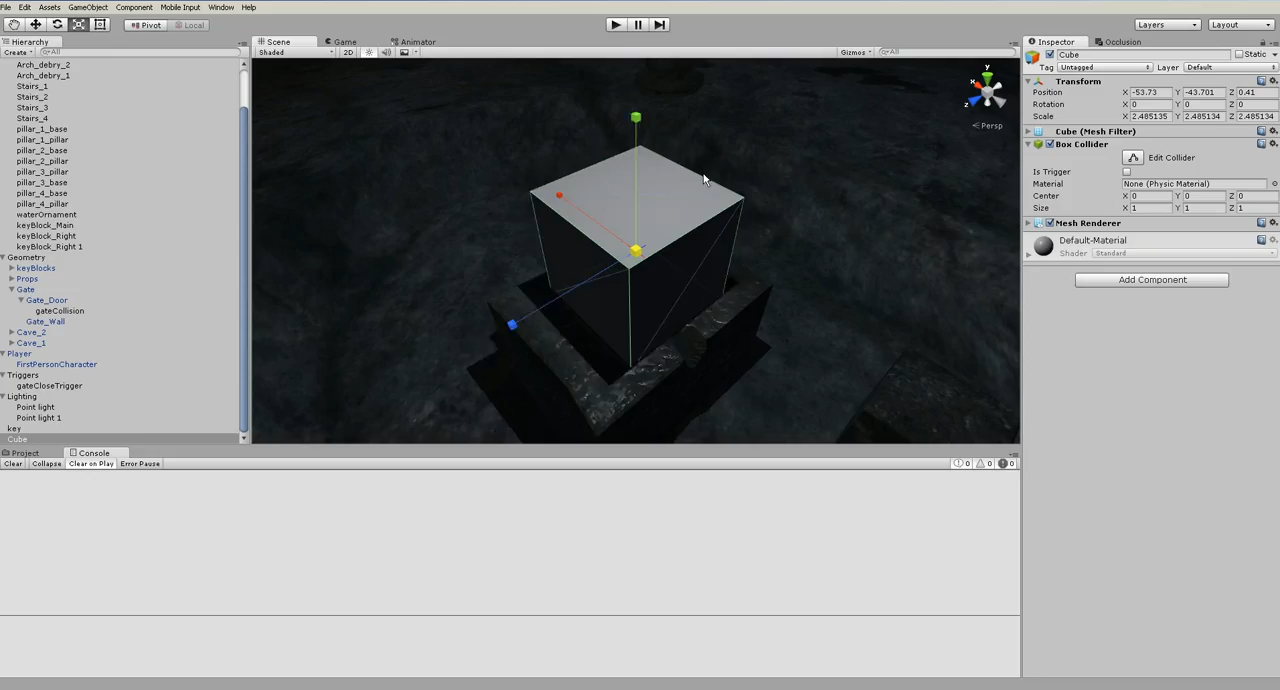 File Edit Assets GameObject Component Mobile Input Window Help
Pivot Local Layers Layout
Hierarchy Scene Game Animator Inspector Occlusion
Create All Shaded 2D Gizmos All Cube Static
Tag Untagged Layer Default
Arch_debry_2
Arch_debry_1
Stairs_1
Stairs_2
Stairs_3
Stairs_4
pillar_1_base
pillar_1_pillar
pillar_2_base
pillar_2_pillar
pillar_3_pillar
pillar_3_base
pillar_4_base
pillar_4_pillar
waterOrnament
keyBlock_Main
keyBlock_Right
keyBlock_Right 1
Geometry
keyBlocks
Props
Gate
Gate_Door
gateCollision
Gate_Wall
Cave_2
Cave_1
Player
FirstPersonCharacter
Triggers
gateCloseTrigger
Lighting
Point light
Point light 1
key
Cube
y
x
z
Persp
Transform
Position X -53.73 Y -43.701 Z 0.41
Rotation X 0 Y 0 Z 0
Scale X 2.485135 Y 2.485134 Z 2.485134
Cube (Mesh Filter)
Box Collider
Edit Collider
Is Trigger
Material None (Physic Material)
Center X 0 Y 0 Z 0
Size X 1 Y 1 Z 1
Mesh Renderer
Default-Material
Shader Standard
Add Component
Project Console
Clear Collapse Clear on Play Error Pause 0 0 0